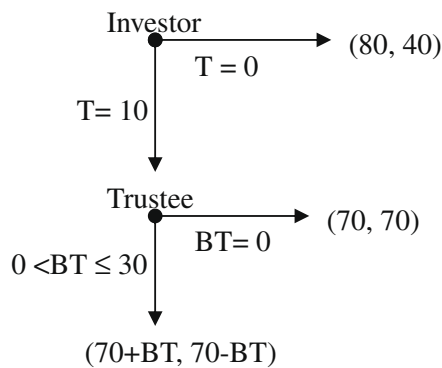 Investor
(80, 40)
T = 0
T= 10
Trustee
(70, 70)
BT= 0
0 <BT ≤ 30
(70+BT, 70-BT)